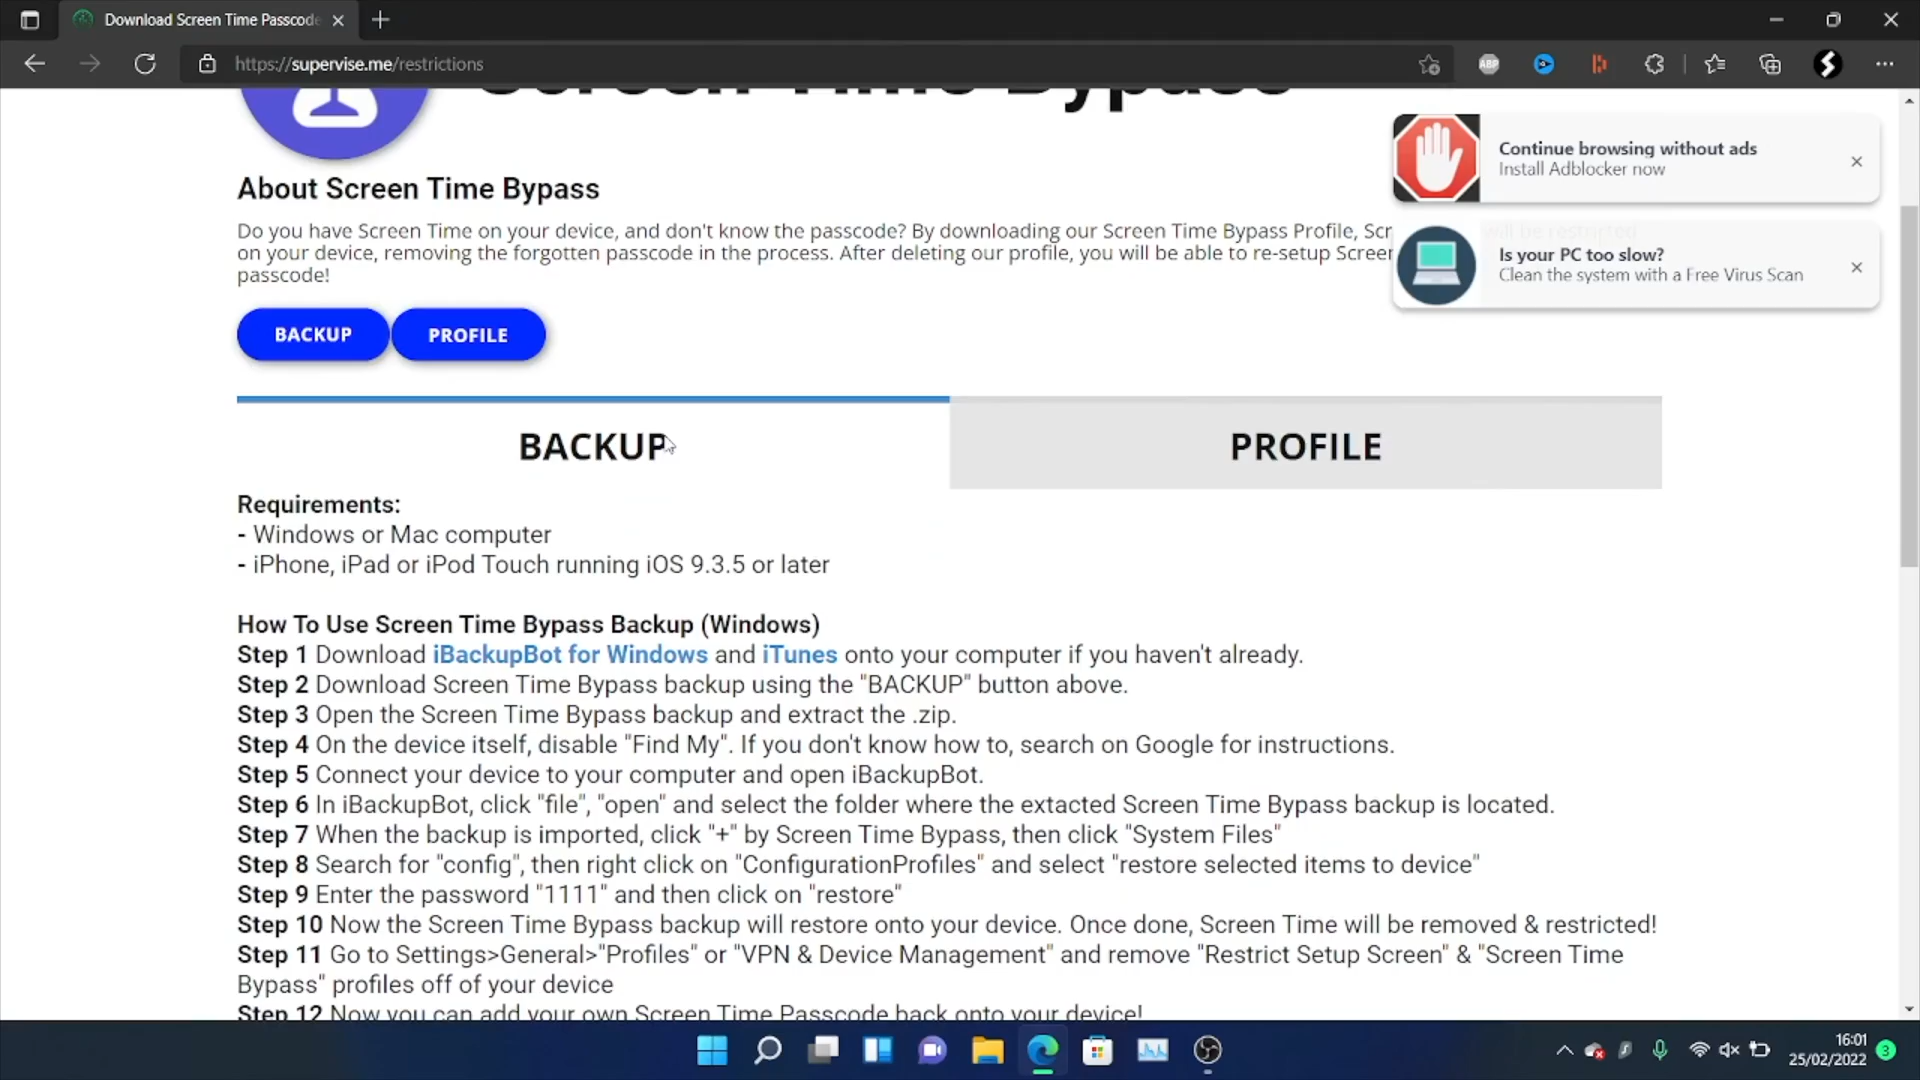 Download Screen Time Passcode
https://supervise.me/restrictions
ABP
Screen Time Bypass
Continue browsing without ads
Install Adblocker now
Is your PC too slow?
Clean the system with a Free Virus Scan
About Screen Time Bypass
Do you have Screen Time on your device, and don't know the passcode? By downloading our Screen Time Bypass Profile, Scr will be restricted
on your device, removing the forgotten passcode in the process. After deleting our profile, you will be able to re-setup Screen
passcode!
BACKUP PROFILE
BACKUP PROFILE
Requirements:
- Windows or Mac computer
- iPhone, iPad or iPod Touch running iOS 9.3.5 or later
How To Use Screen Time Bypass Backup (Windows)
Step 1 Download iBackupBot for Windows and iTunes onto your computer if you haven't already.
Step 2 Download Screen Time Bypass backup using the "BACKUP" button above.
Step 3 Open the Screen Time Bypass backup and extract the .zip.
Step 4 On the device itself, disable "Find My". If you don't know how to, search on Google for instructions.
Step 5 Connect your device to your computer and open iBackupBot.
Step 6 In iBackupBot, click "file", "open" and select the folder where the extacted Screen Time Bypass backup is located.
Step 7 When the backup is imported, click "+" by Screen Time Bypass, then click "System Files"
Step 8 Search for "config", then right click on "ConfigurationProfiles" and select "restore selected items to device"
Step 9 Enter the password "1111" and then click on "restore"
Step 10 Now the Screen Time Bypass backup will restore onto your device. Once done, Screen Time will be removed & restricted!
Step 11 Go to Settings>General>"Profiles" or "VPN & Device Management" and remove "Restrict Setup Screen" & "Screen Time
Bypass" profiles off of your device
Step 12 Now you can add your own Screen Time Passcode back onto your device!
16:01
25/02/2022
3